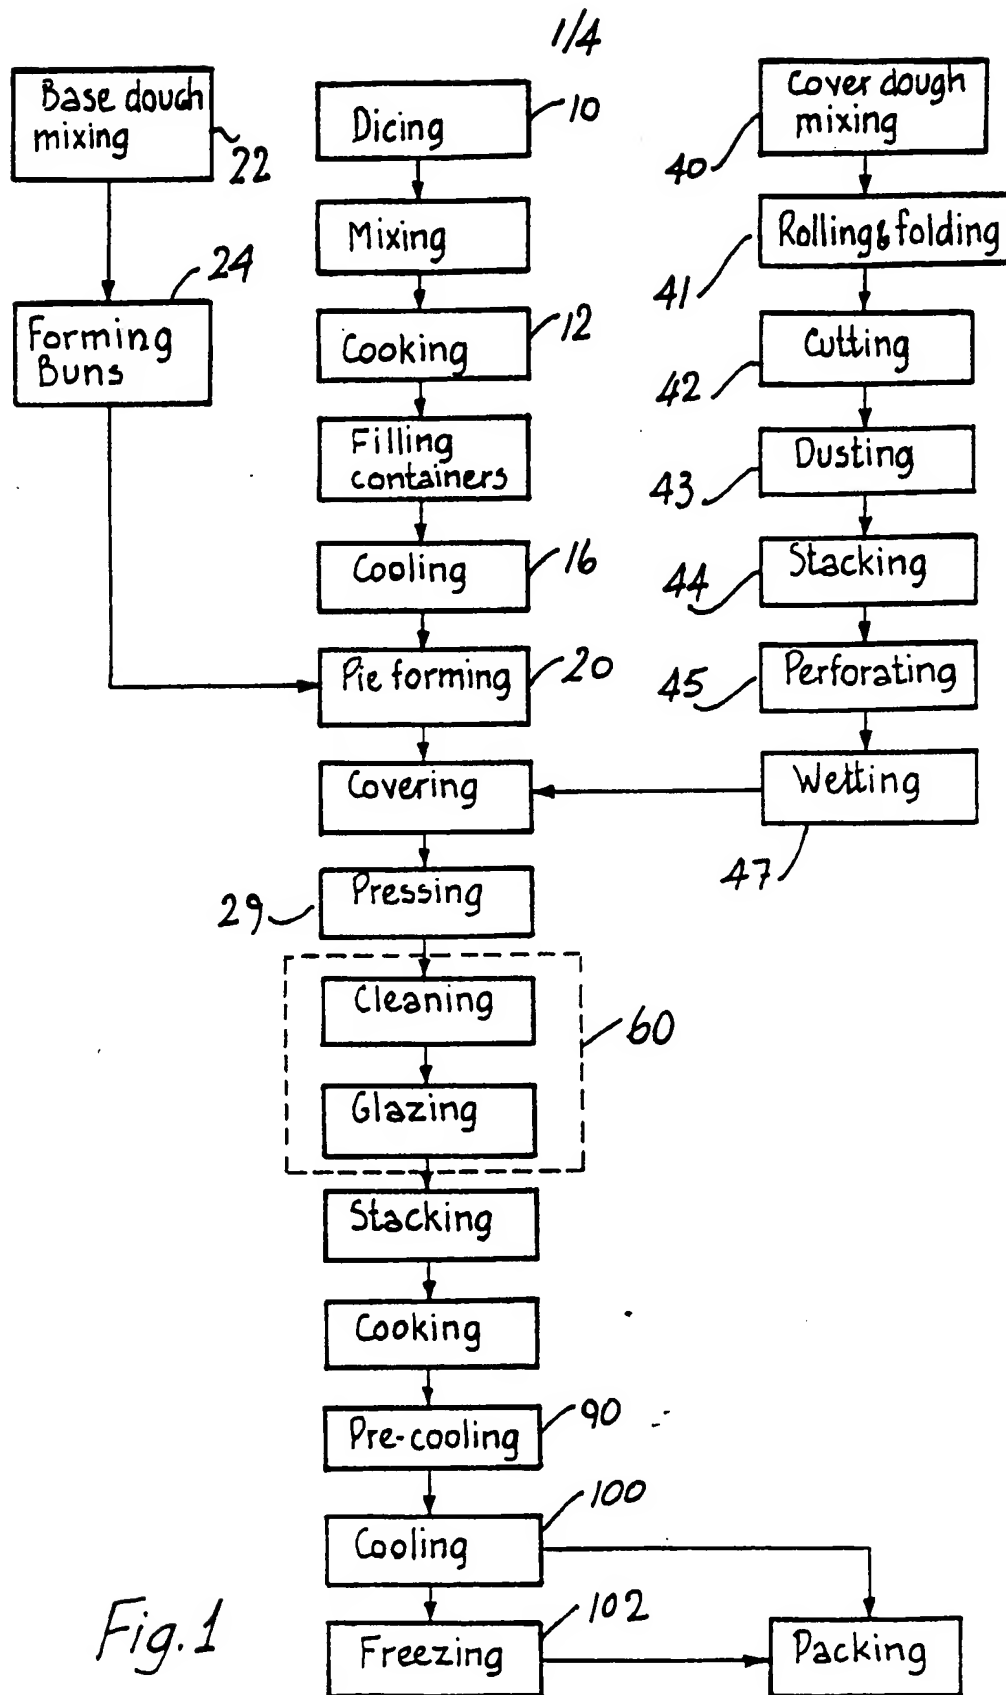 1/4
Base dough
mixing
22
24
Forming
Buns
Dicing
10
Mixing
Cooking
12
Filling
containers
Cooling
16
Pie forming
20
Covering
Pressing
29
Cleaning
Glazing
60
Stacking
Cooking
Pre-cooling
90
Cooling
100
Freezing
102
Cover dough
mixing
40
Rolling & folding
41
Cutting
42
Dusting
43
Stacking
44
Perforating
45
Wetting
47
Packing
Fig. 1